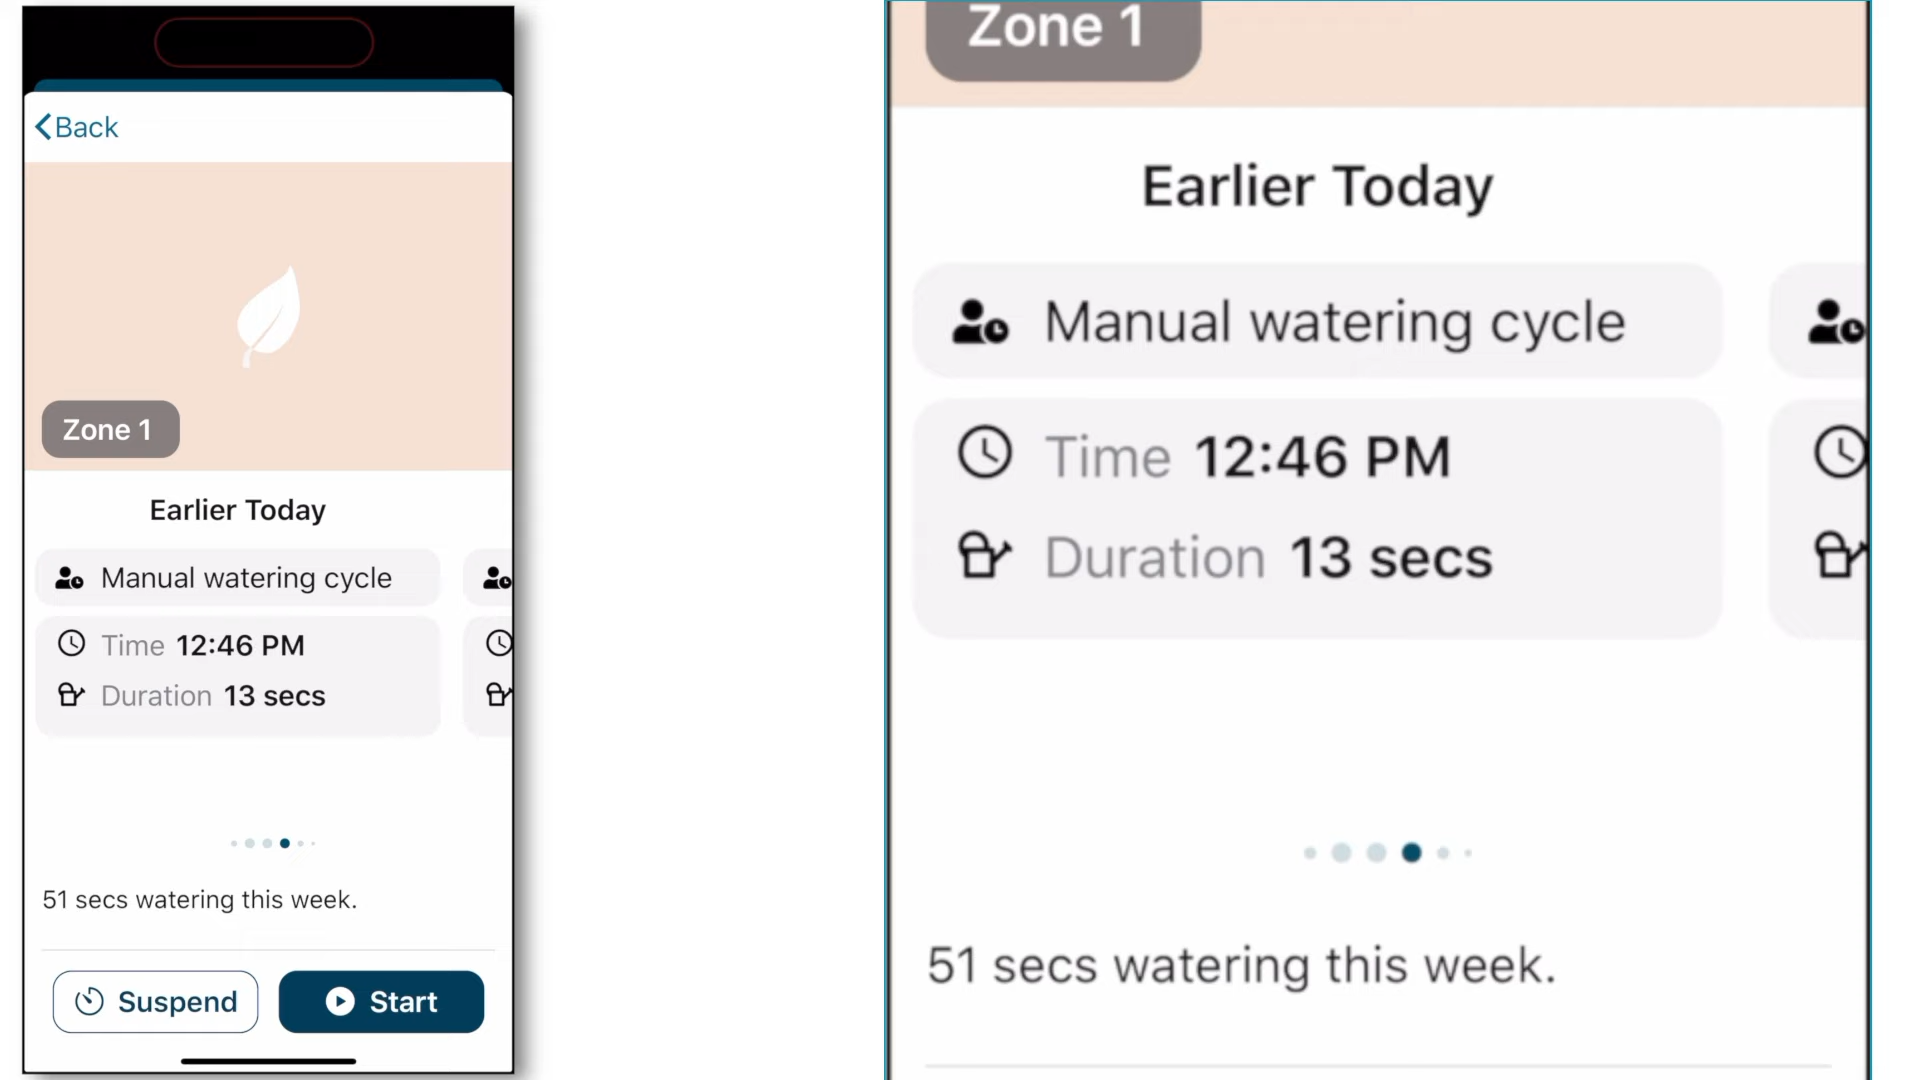 Back
Zone 1
Earlier Today
Manual watering cycle
Time 12:46 PM
Duration 13 secs
51 secs watering this week.
Suspend
Start
Zone 1
Earlier Today
Manual watering cycle
Time 12:46 PM
Duration 13 secs
51 secs watering this week.